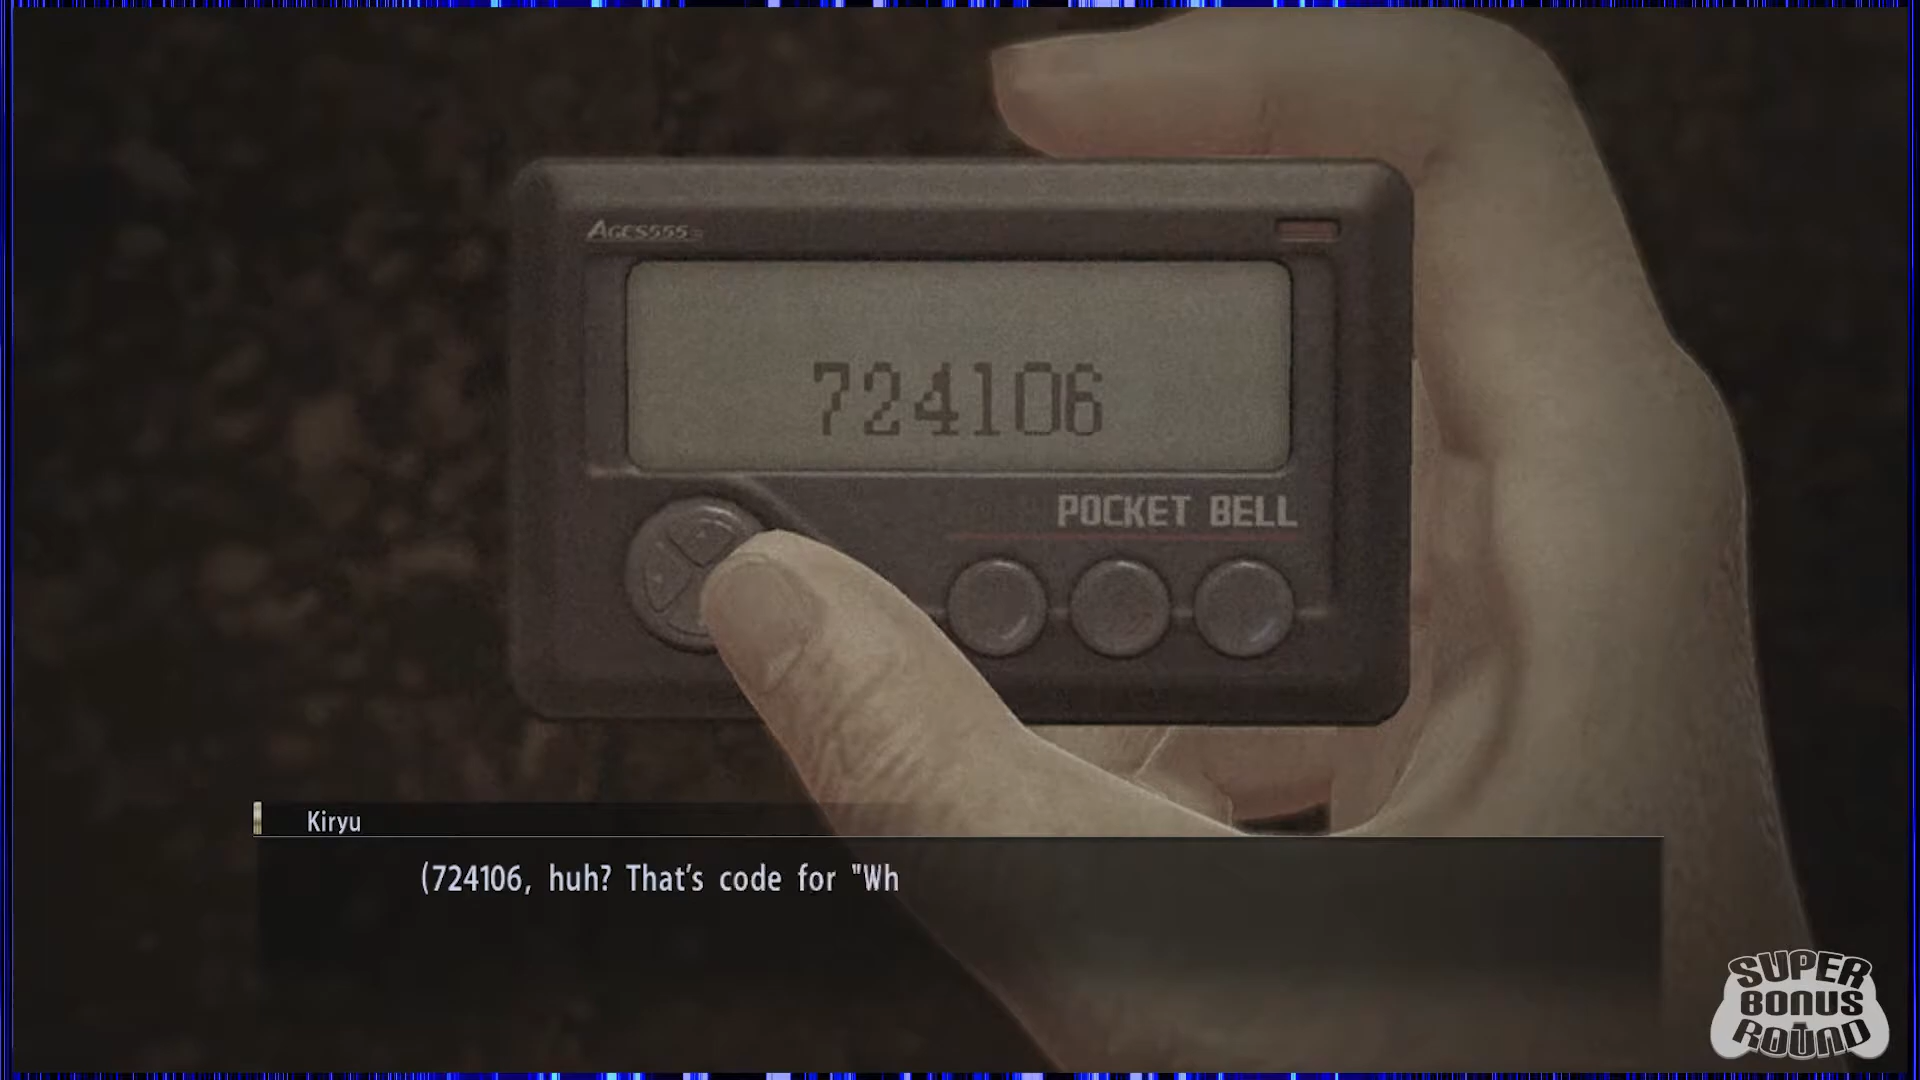 AGES555
724106
POCKET BELL
Kiryu
(724106, huh? That's code for "Wh
SUPER
BONUS
ROUND